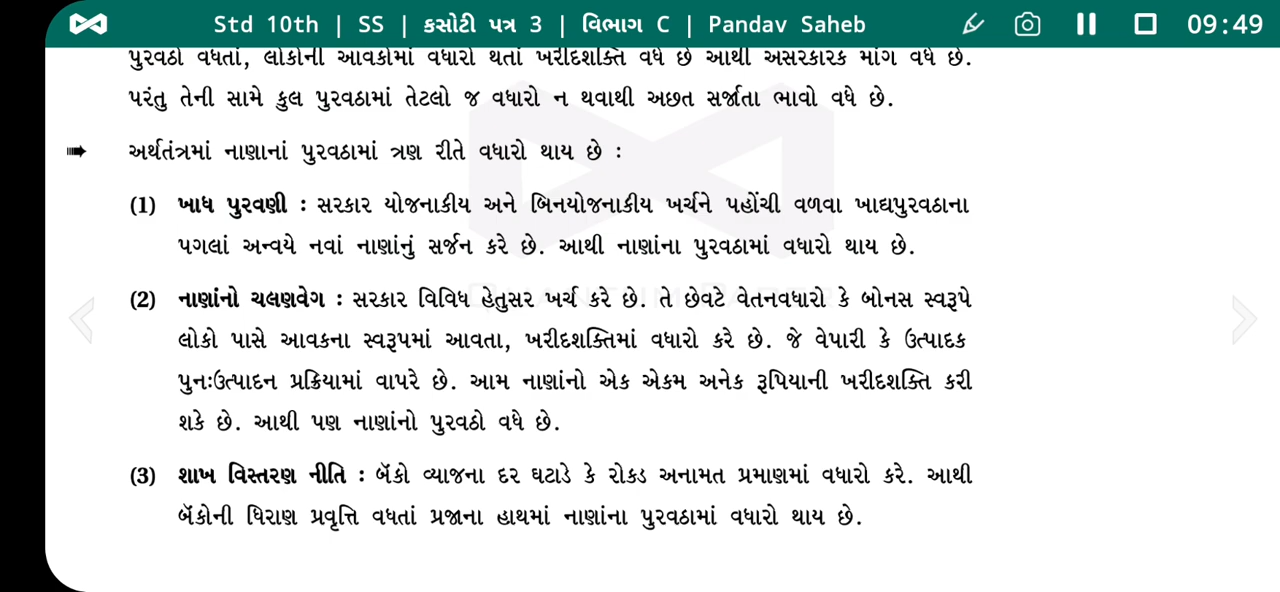 Std 10th | SS | કસોટી પત્ર 3 | વિભાગ C | Pandav Saheb 09:49
પુરવઠો વધતાં, લોકોની આવકોમાં વધારો થતાં ખરીદશક્તિ વધે છે આથી અસરકારક માંગ વધે છે.
પરંતુ તેની સામે કુલ પુરવઠામાં તેટલો જ વધારો ન થવાથી અછત સર્જાતા ભાવો વધે છે.
➠ અર્થતંત્રમાં નાણાનાં પુરવઠામાં ત્રણ રીતે વધારો થાય છે :
(1) ખાધ પુરવણી : સરકાર યોજનાકીય અને બિનયોજનાકીય ખર્ચને પહોંચી વળવા ખાદ્યપુરવઠાના
પગલાં અન્વયે નવાં નાણાંનું સર્જન કરે છે. આથી નાણાંના પુરવઠામાં વધારો થાય છે.
(2) નાણાંનો ચલણવેગ : સરકાર વિવિધ હેતુસર ખર્ચ કરે છે. તે છેવટે વેતનવધારો કે બોનસ સ્વરૂપે
લોકો પાસે આવકના સ્વરૂપમાં આવતા, ખરીદશક્તિમાં વધારો કરે છે. જે વેપારી કે ઉત્પાદક
પુનઃઉત્પાદન પ્રક્રિયામાં વાપરે છે. આમ નાણાંનો એક એકમ અનેક રૂપિયાની ખરીદશક્તિ કરી
શકે છે. આથી પણ નાણાંનો પુરવઠો વધે છે.
(3) શાખ વિસ્તરણ નીતિ : બૅંકો વ્યાજના દર ઘટાડે કે રોકડ અનામત પ્રમાણમાં વધારો કરે. આથી
બૅંકોની ધિરાણ પ્રવૃત્તિ વધતાં પ્રજાના હાથમાં નાણાંના પુરવઠામાં વધારો થાય છે.